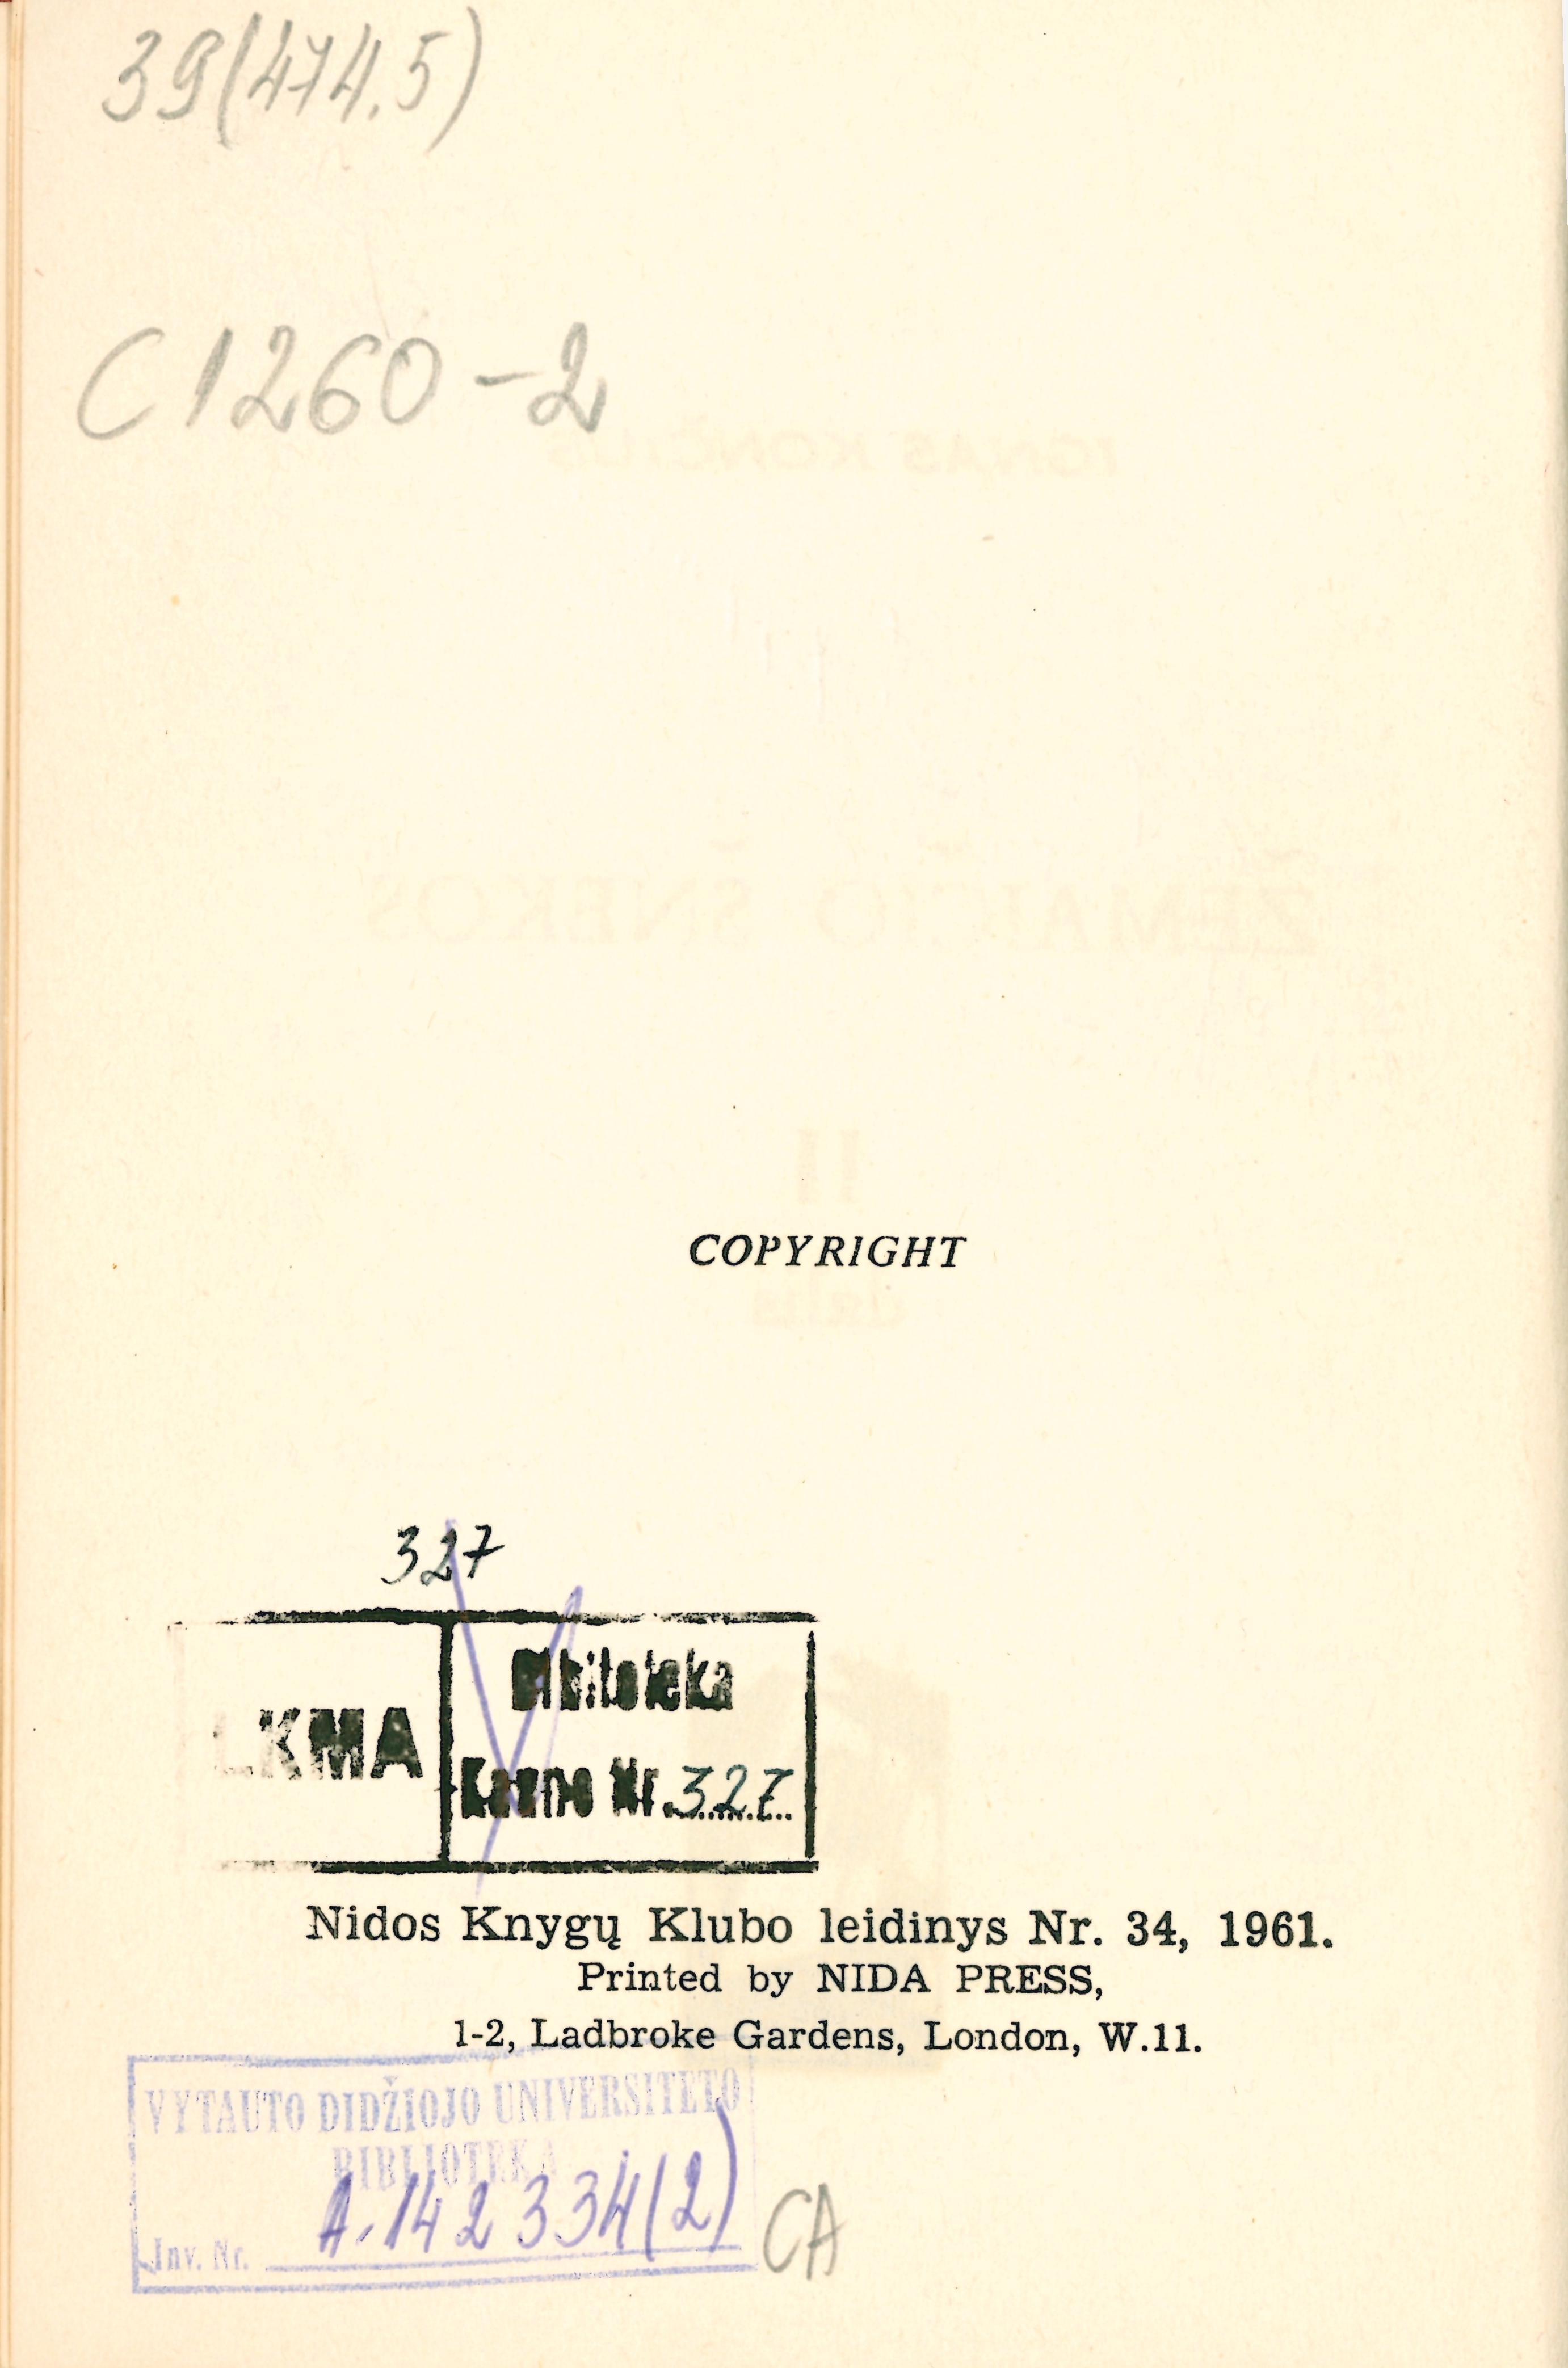 39(474.5)
C1260-2
COPYRIGHT
327
LKMA
Biblioteka
Kauno Nr. 327
Nidos Knygų Klubo leidinys Nr. 34, 1961.
Printed by NIDA PRESS,
1-2, Ladbroke Gardens, London, W.11.
VYTAUTO DIDŽIOJO UNIVERSITETO
BIBLIOTEKA
Inv. Nr. A-142334(2)
CA